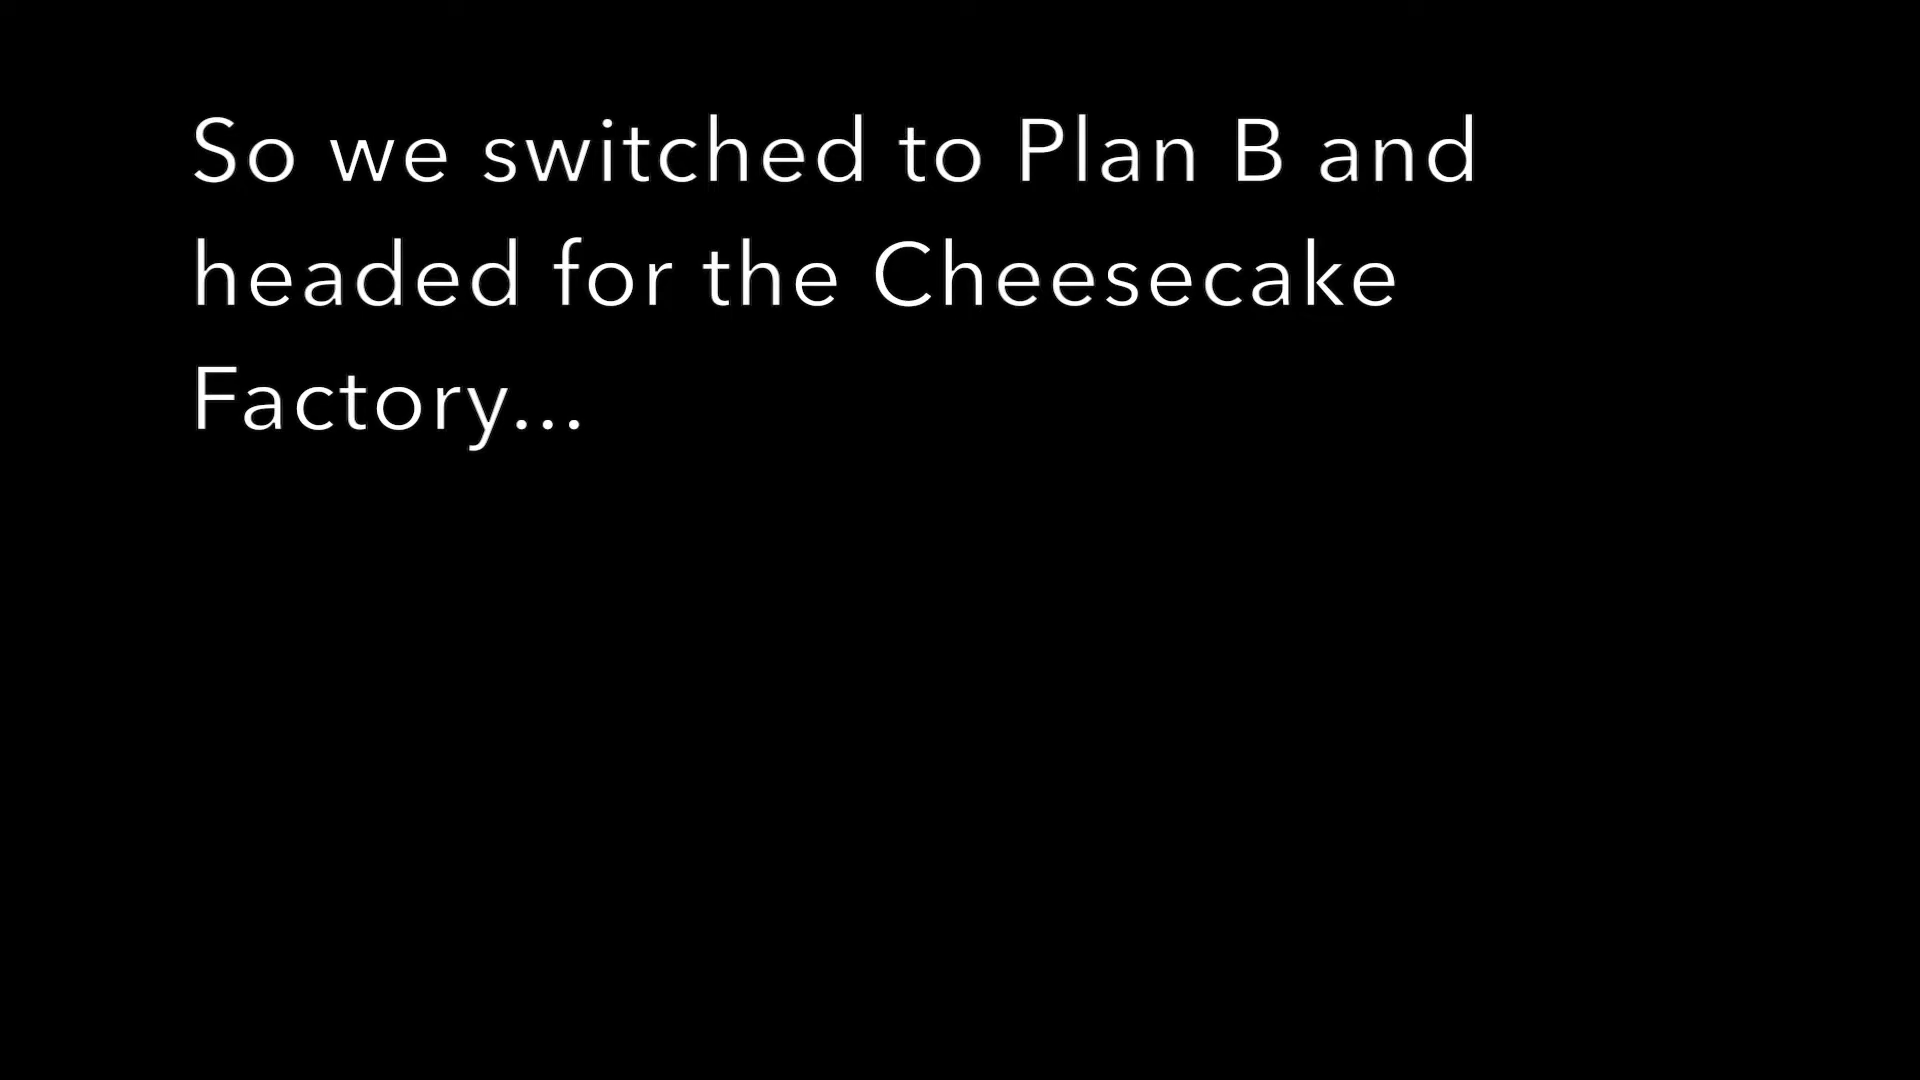 So we switched to Plan B and
headed for the Cheesecake
Factory...